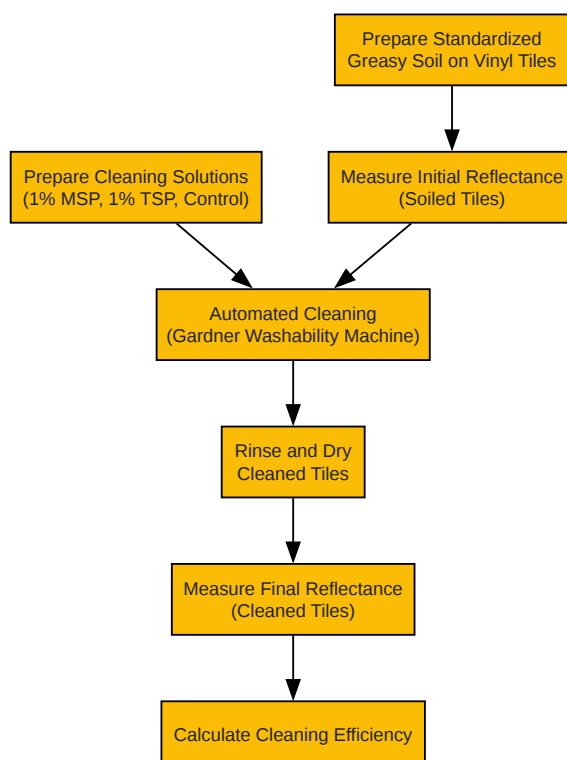 Prepare Standardized
Greasy Soil on Vinyl Tiles
Prepare Cleaning Solutions
(1% MSP, 1% TSP, Control)
Measure Initial Reflectance
(Soiled Tiles)
Automated Cleaning
(Gardner Washability Machine)
Rinse and Dry
Cleaned Tiles
Measure Final Reflectance
(Cleaned Tiles)
Calculate Cleaning Efficiency